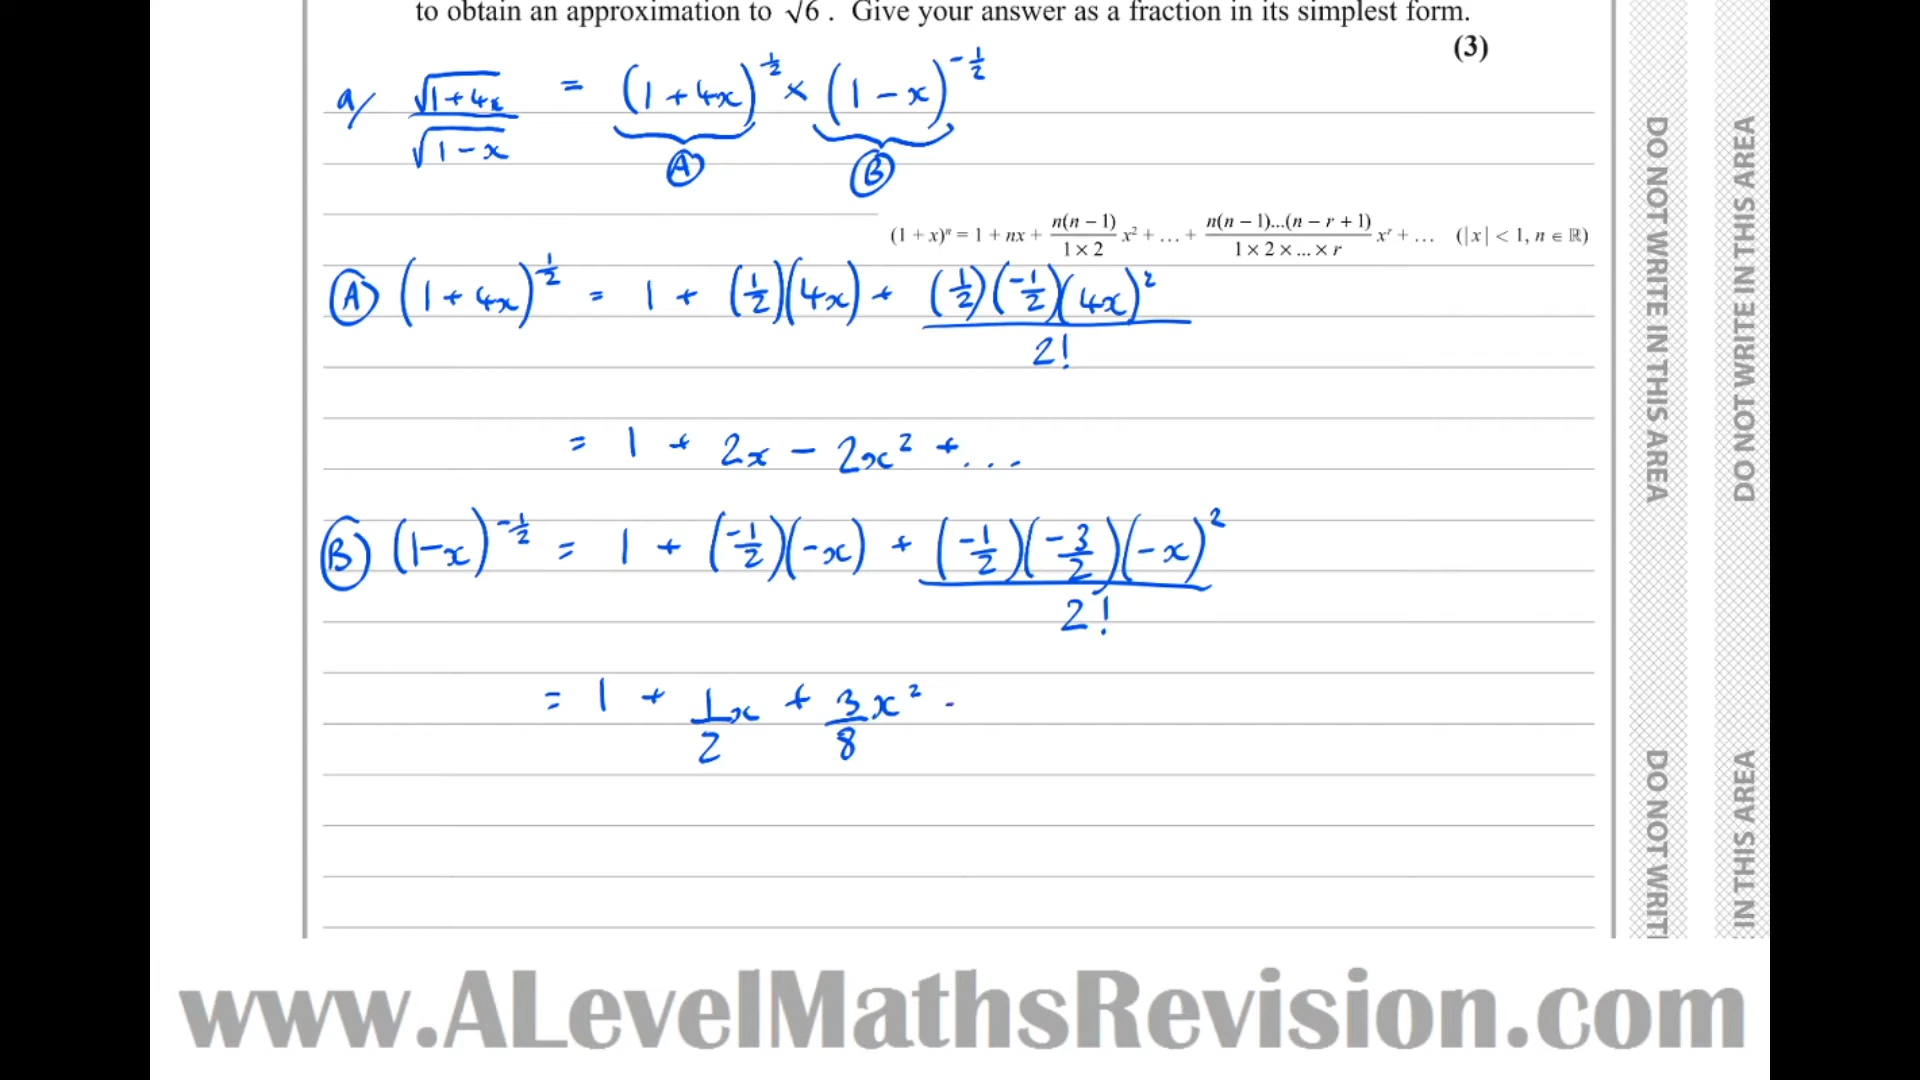 to obtain an approximation to √6 . Give your answer as a fraction in its simplest form.
(3)
a/ √(1+4x)/√(1-x) = (1+4x)^(1/2) × (1-x)^(-1/2)
A B
(1 + x)ⁿ = 1 + nx + n(n − 1)/(1 × 2) x² + … + n(n − 1)...(n − r + 1)/(1 × 2 × ... × r) xʳ + … (|x| < 1, n ∈ ℝ)
A (1+4x)^(1/2) = 1 + (1/2)(4x) + (1/2)(-1/2)(4x)²/2!
= 1 + 2x - 2x² + ...
B (1-x)^(-1/2) = 1 + (-1/2)(-x) + (-1/2)(-3/2)(-x)²/2!
= 1 + 1/2 x + 3/8 x² -
DO NOT WRITE IN THIS AREA
DO NOT WRITE IN THIS AREA
DO NOT WRIT
IN THIS AREA
www.ALevelMathsRevision.com